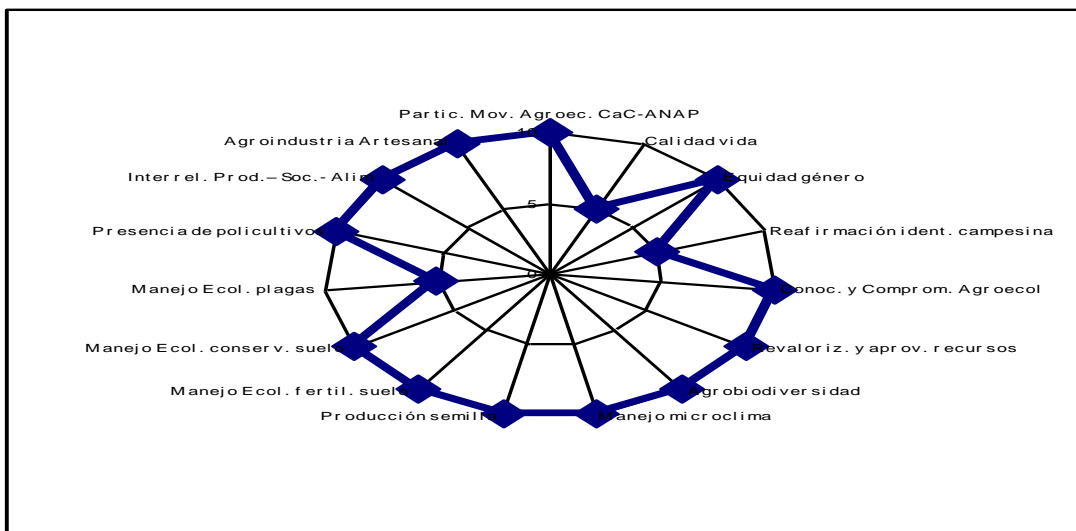 Partic. Mov. Agroec. CaC-ANAP
10
Agroindustria Artesanal
Calidad vida
Interrel. Prod.–Soc.- Alim.
Equidad género
5
Presencia de policultivos
Reafirmación ident. campesina
0
Manejo Ecol. plagas
Conoc. y Comprom. Agroecol
Manejo Ecol. conserv. suelo
Revaloriz. y aprov. recursos
Manejo Ecol. fertil. suelo
Agrobiodiversidad
Producción semilla
Manejo microclima